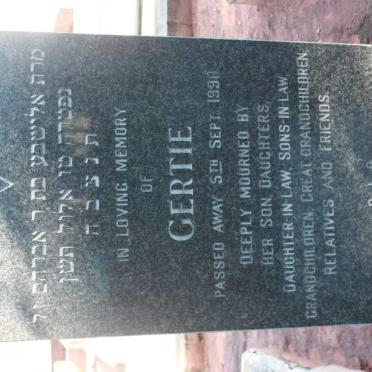 מרת אלישבע בת ר אברהם ז"ל
נפטרה טו אלול תש"ן
ת נ צ ב ה
IN LOVING MEMORY
OF
GERTIE
PASSED AWAY 5TH SEPT. 1990
DEEPLY MOURNED BY
HER SON, DAUGHTERS,
DAUGHTER-IN-LAW, SONS-IN-LAW,
GRANDCHILDREN, GREAT-GRANDCHILDREN,
RELATIVES AND FRIENDS.